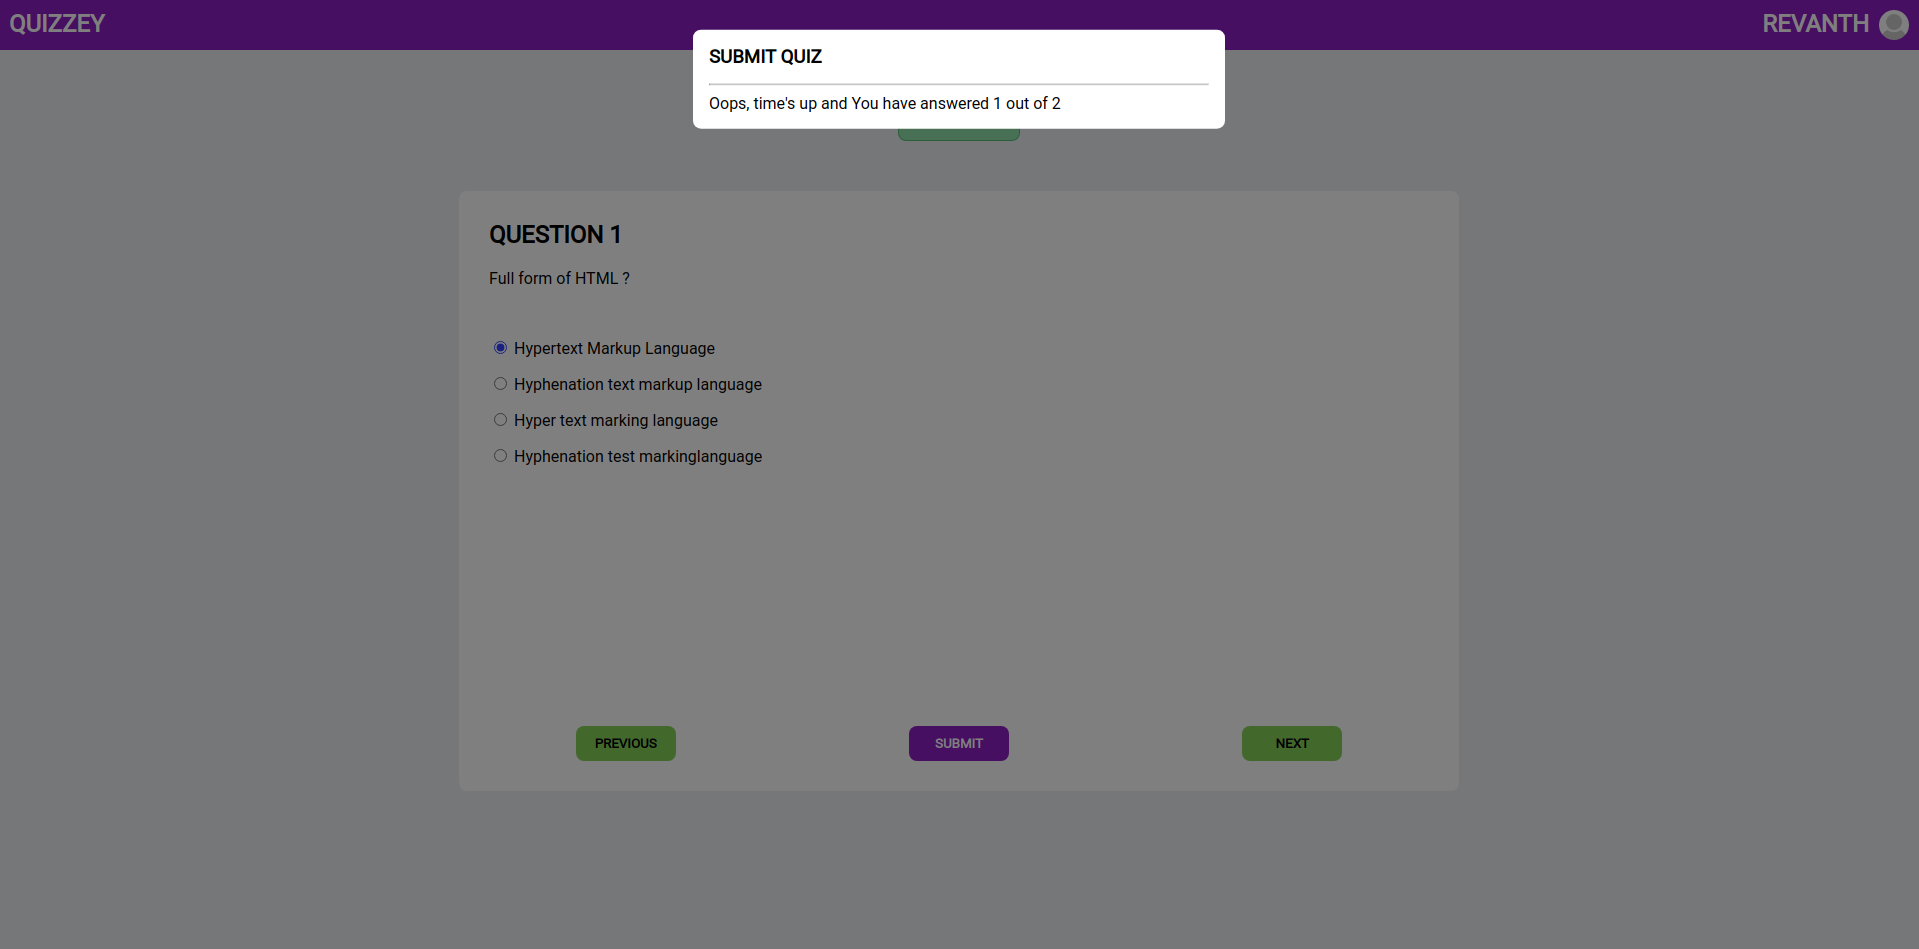 QUIZZEY
REVANTH
SUBMIT QUIZ
Oops, time's up and You have answered 1 out of 2
QUESTION 1
Full form of HTML ?
Hypertext Markup Language
Hyphenation text markup language
Hyper text marking language
Hyphenation test markinglanguage
PREVIOUS
SUBMIT
NEXT